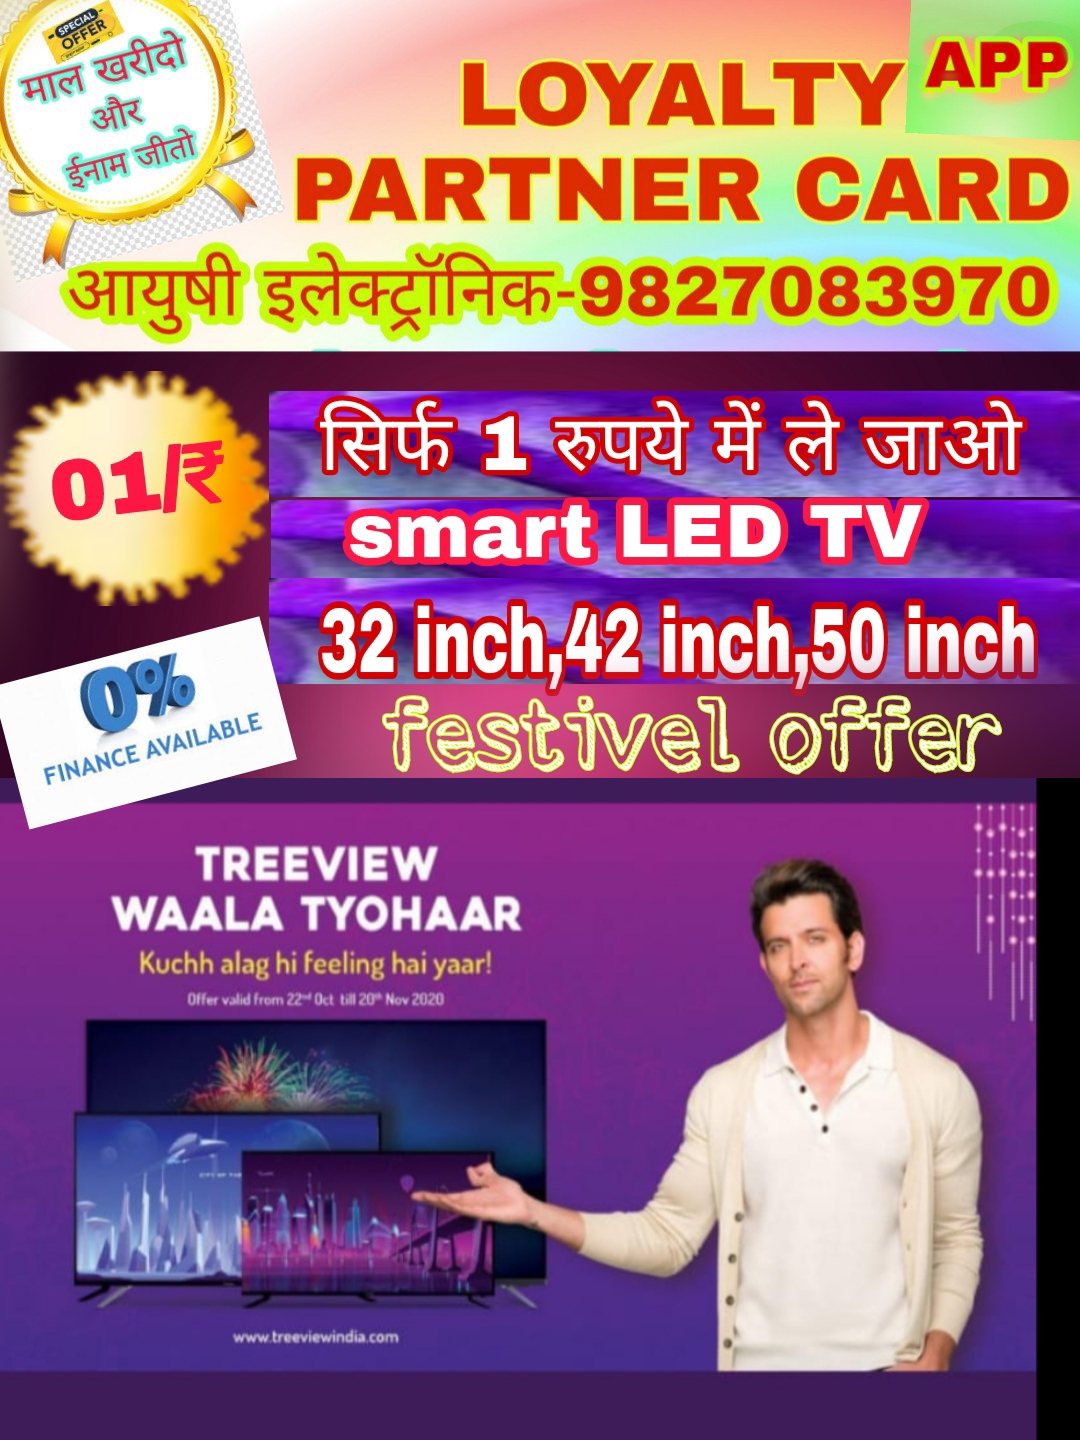 SPECIAL
OFFER
माल खरीदो
और
ईनाम जीतो
APP
LOYALTY
PARTNER CARD
आयुषी इलेक्ट्रॉनिक-9827083970
01/₹
सिर्फ 1 रुपये में ले जाओ
smart LED TV
32 inch,42 inch,50 inch
0%
FINANCE AVAILABLE
festivel offer
TREEVIEW
WAALA TYOHAAR
Kuchh alag hi feeling hai yaar!
Offer valid from 22nd Oct till 20th Nov 2020
www.treeviewindia.com